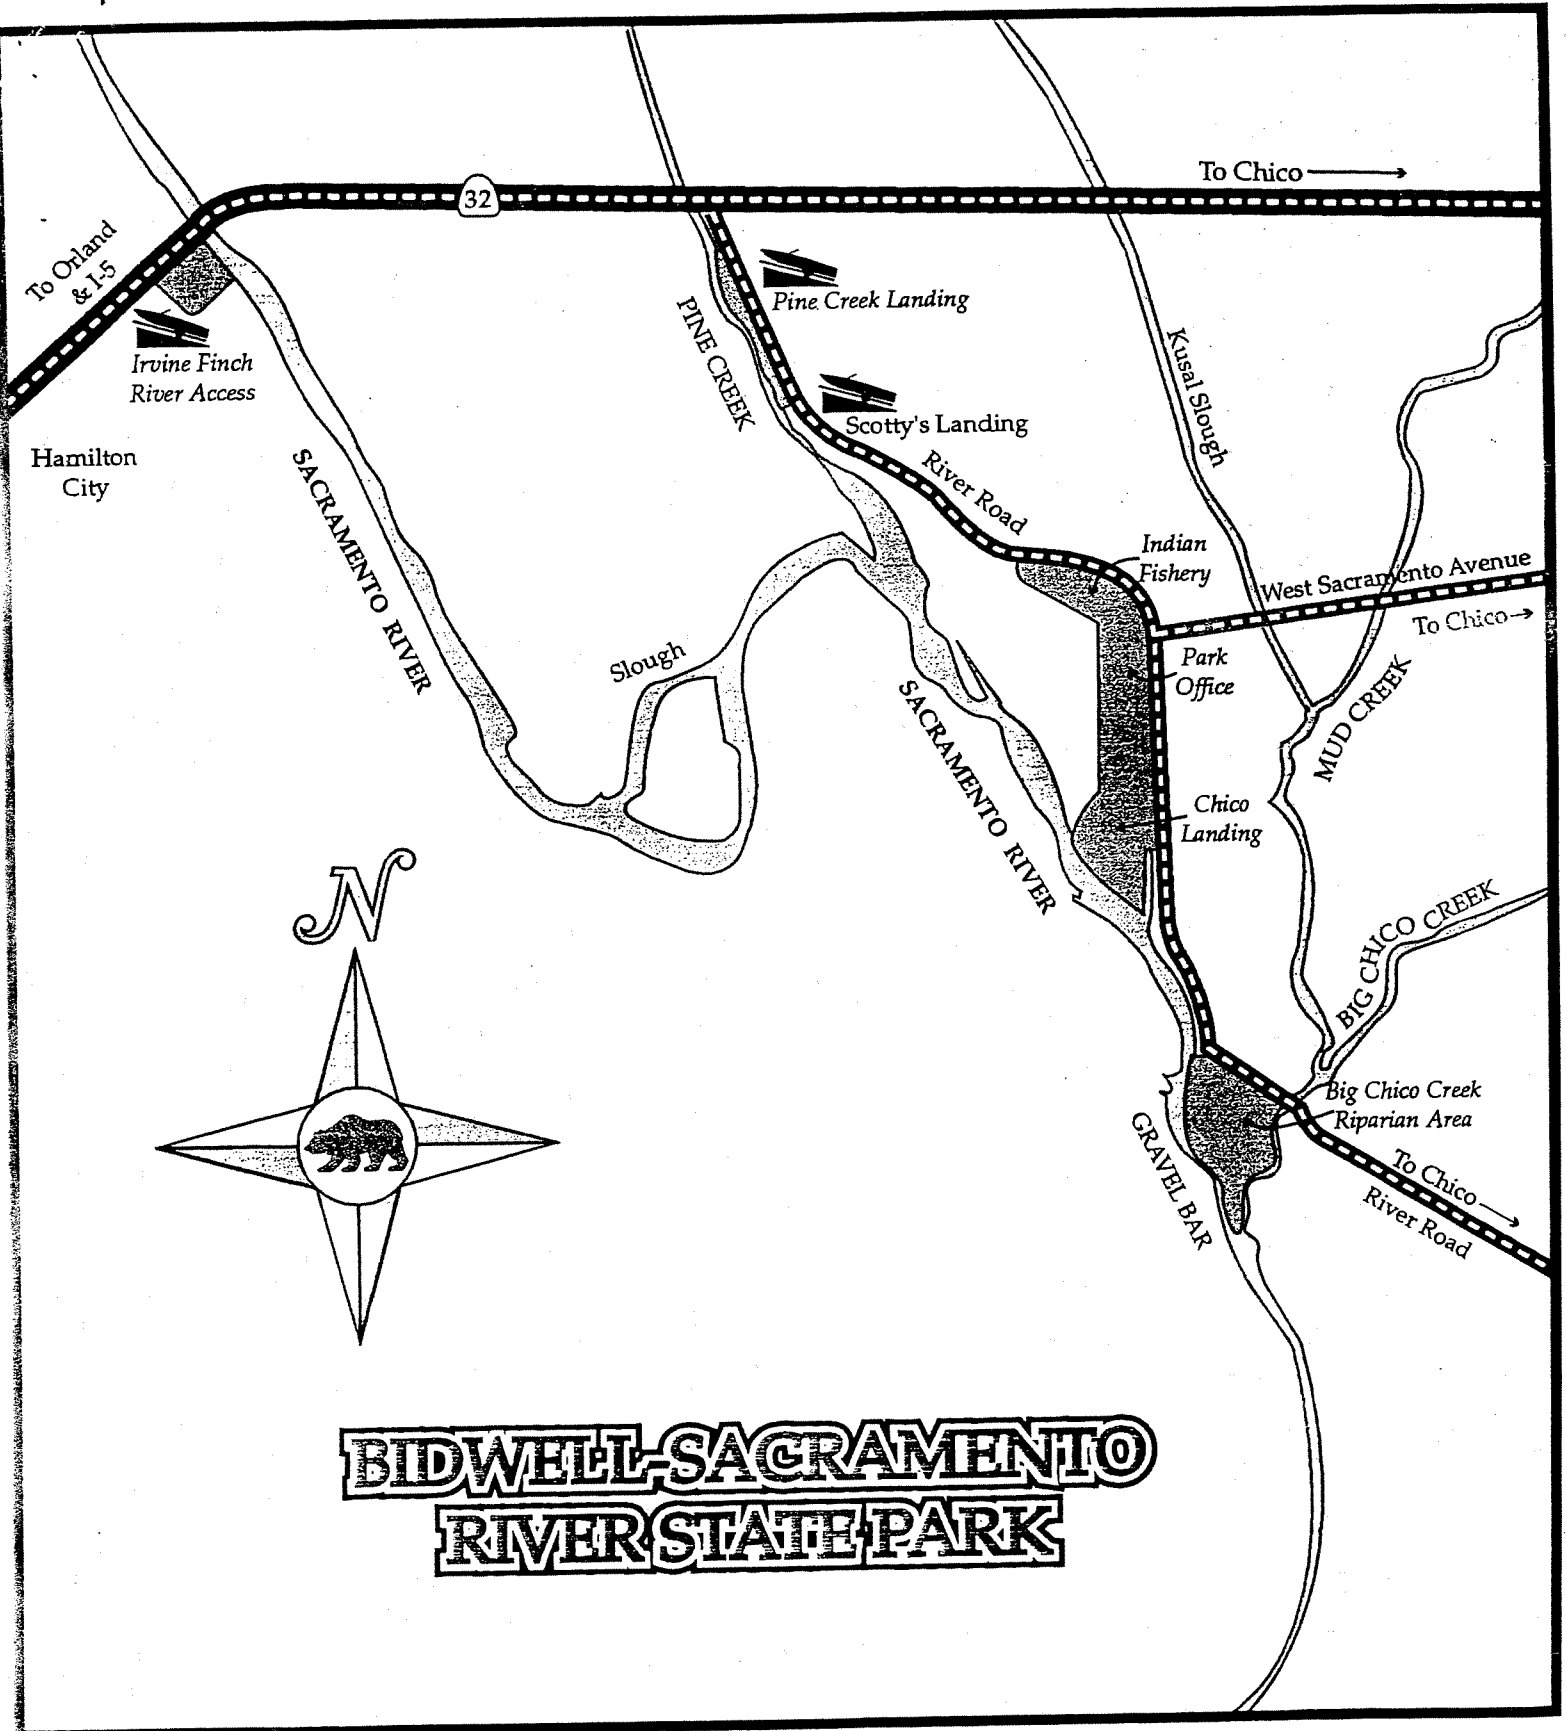 To Chico
32
To Orland
& I-5
Pine Creek Landing
PINE CREEK
Irvine Finch
River Access
Kusal Slough
Scotty's Landing
Hamilton
City
SACRAMENTO RIVER
River Road
Indian
Fishery
West Sacramento Avenue
To Chico
Slough
Park
Office
SACRAMENTO RIVER
MUD CREEK
Chico
Landing
N
BIG CHICO CREEK
Big Chico Creek
Riparian Area
GRAVEL BAR
To Chico
River Road
BIDWELL-SACRAMENTO
RIVER STATE PARK